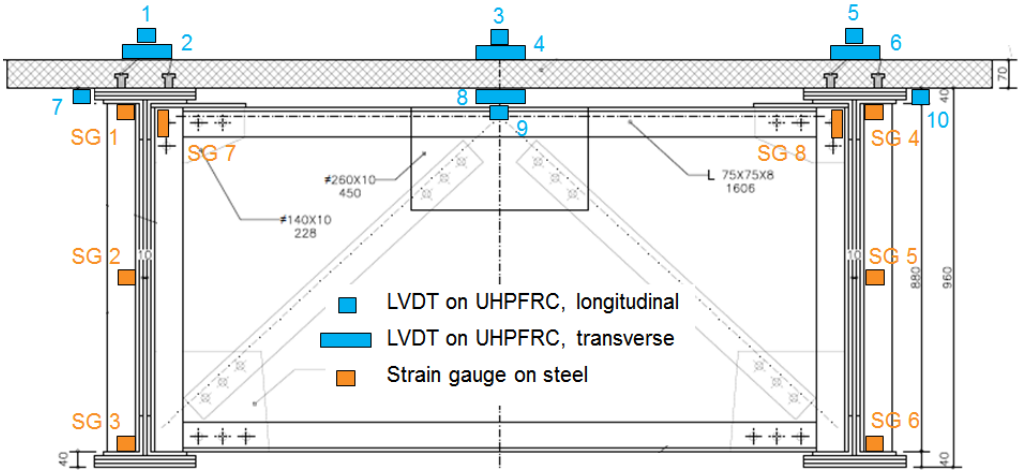 1
3
5
2
4
6
70
7
8
40
10
9
SG 1
SG 4
SG 7
SG 8
≠260X10
450
L 75X75X8
1606
≠140X10
228
SG 2
10
10
SG 5
880
960
LVDT on UHPFRC, longitudinal
LVDT on UHPFRC, transverse
Strain gauge on steel
SG 3
SG 6
40
40